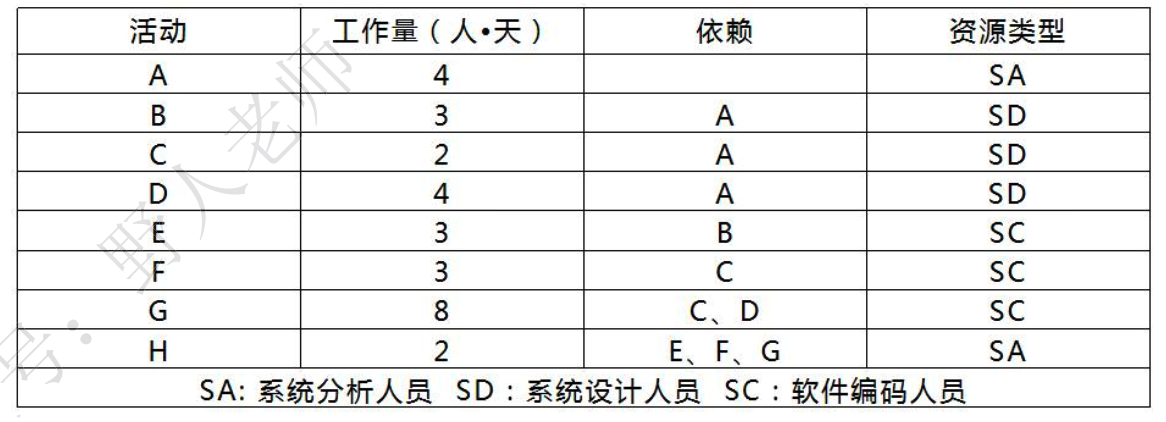 活动 工作量（人•天） 依赖 资源类型
A 4 SA
B 3 A SD
C 2 A SD
D 4 A SD
E 3 B SC
F 3 C SC
G 8 C、D SC
H 2 E、F、G SA
SA: 系统分析人员 SD：系统设计人员 SC：软件编码人员
号：野人老师